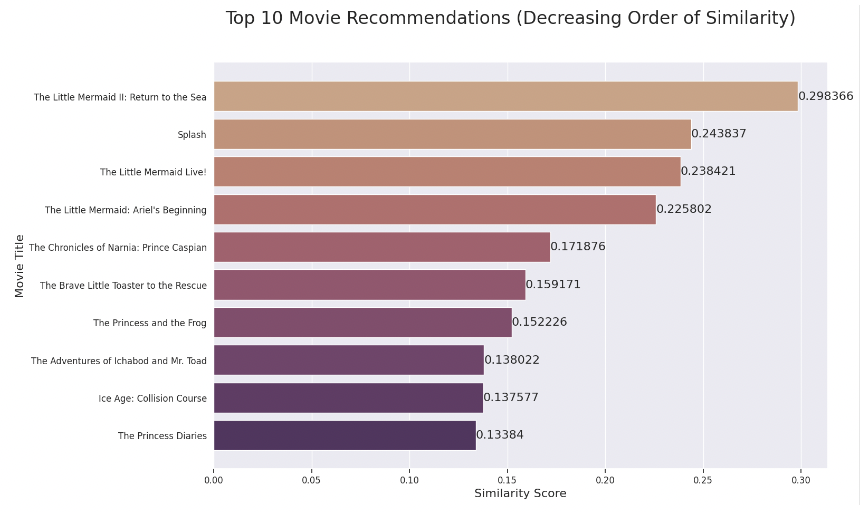 Top 10 Movie Recommendations (Decreasing Order of Similarity)
Movie Title
The Little Mermaid II: Return to the Sea 0.298366
Splash 0.243837
The Little Mermaid Live! 0.238421
The Little Mermaid: Ariel's Beginning 0.225802
The Chronicles of Narnia: Prince Caspian 0.171876
The Brave Little Toaster to the Rescue 0.159171
The Princess and the Frog 0.152226
The Adventures of Ichabod and Mr. Toad 0.138022
Ice Age: Collision Course 0.137577
The Princess Diaries 0.13384
0.00 0.05 0.10 0.15 0.20 0.25 0.30
Similarity Score